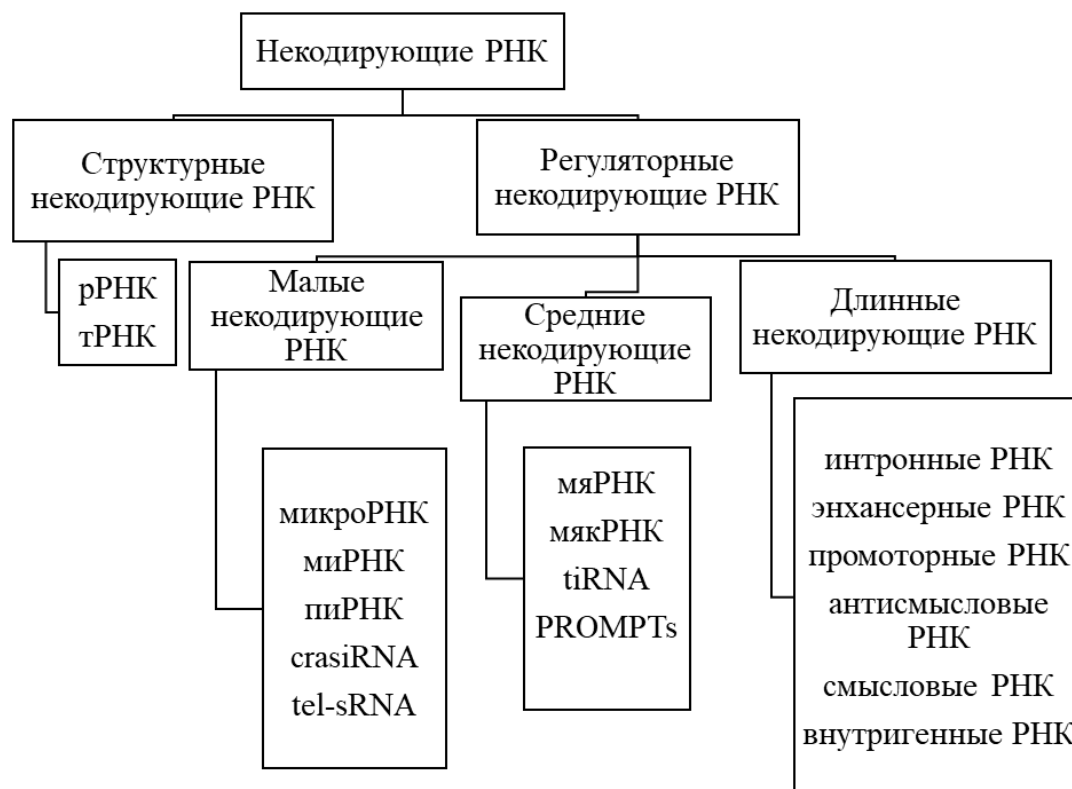 Некодирующие РНК
Структурные
некодирующие РНК
Регуляторные
некодирующие РНК
рРНК
тРНК
Малые
некодирующие
РНК
Средние
некодирующие
РНК
Длинные
некодирующие РНК
микроРНК
миРНК
пиРНК
crasiRNA
tel-sRNA
мяРНК
мякРНК
tiRNA
PROMPTs
интронные РНК
энхансерные РНК
промоторные РНК
антисмысловые
РНК
смысловые РНК
внутригенные РНК